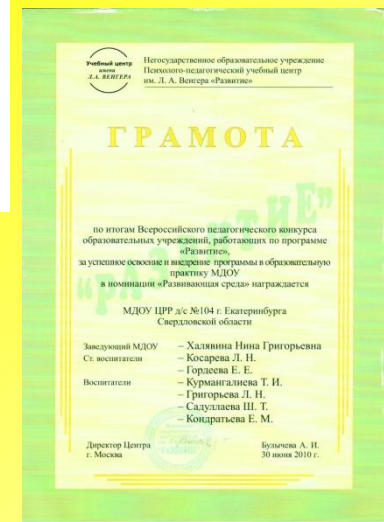 Учебный центр
имени
Л.А. ВЕНГЕРА
Негосударственное образовательное учреждение
Психолого-педагогический учебный центр
им. Л. А. Венгера «Развитие»
ГРАМОТА
по итогам Всероссийского педагогического конкурса
образовательных учреждений, работающих по программе
«Развитие»,
за успешное освоение и внедрение программы в образовательную
практику МДОУ
в номинации «Развивающая среда» награждается
"РАЗВИТИЕ"
МДОУ ЦРР д/с №104 г. Екатеринбурга
Свердловской области
Заведующий МДОУ – Халявина Нина Григорьевна
Ст. воспитатели – Косарева Л. Н.
– Гордеева Е. Е.
Воспитатели – Курмангалиева Т. И.
– Григорьева Л. Н.
– Садуллаева Ш. Т.
– Кондратьева Е. М.
Директор Центра Булычева А. И.
г. Москва 30 июня 2010 г.